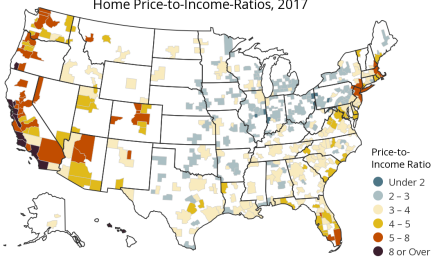 Home Price-to-Income-Ratios, 2017
Price-to-
Income Ratio
Under 2
2 – 3
3 – 4
4 – 5
5 – 8
8 or Over